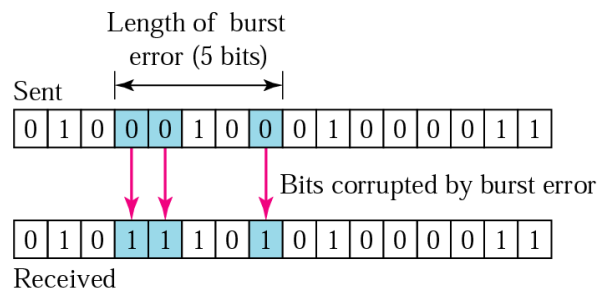 Length of burst
error (5 bits)
Sent
0 1 0 0 0 1 0 0 0 1 0 0 0 0 1 1
Bits corrupted by burst error
0 1 0 1 1 1 0 1 0 1 0 0 0 0 1 1
Received